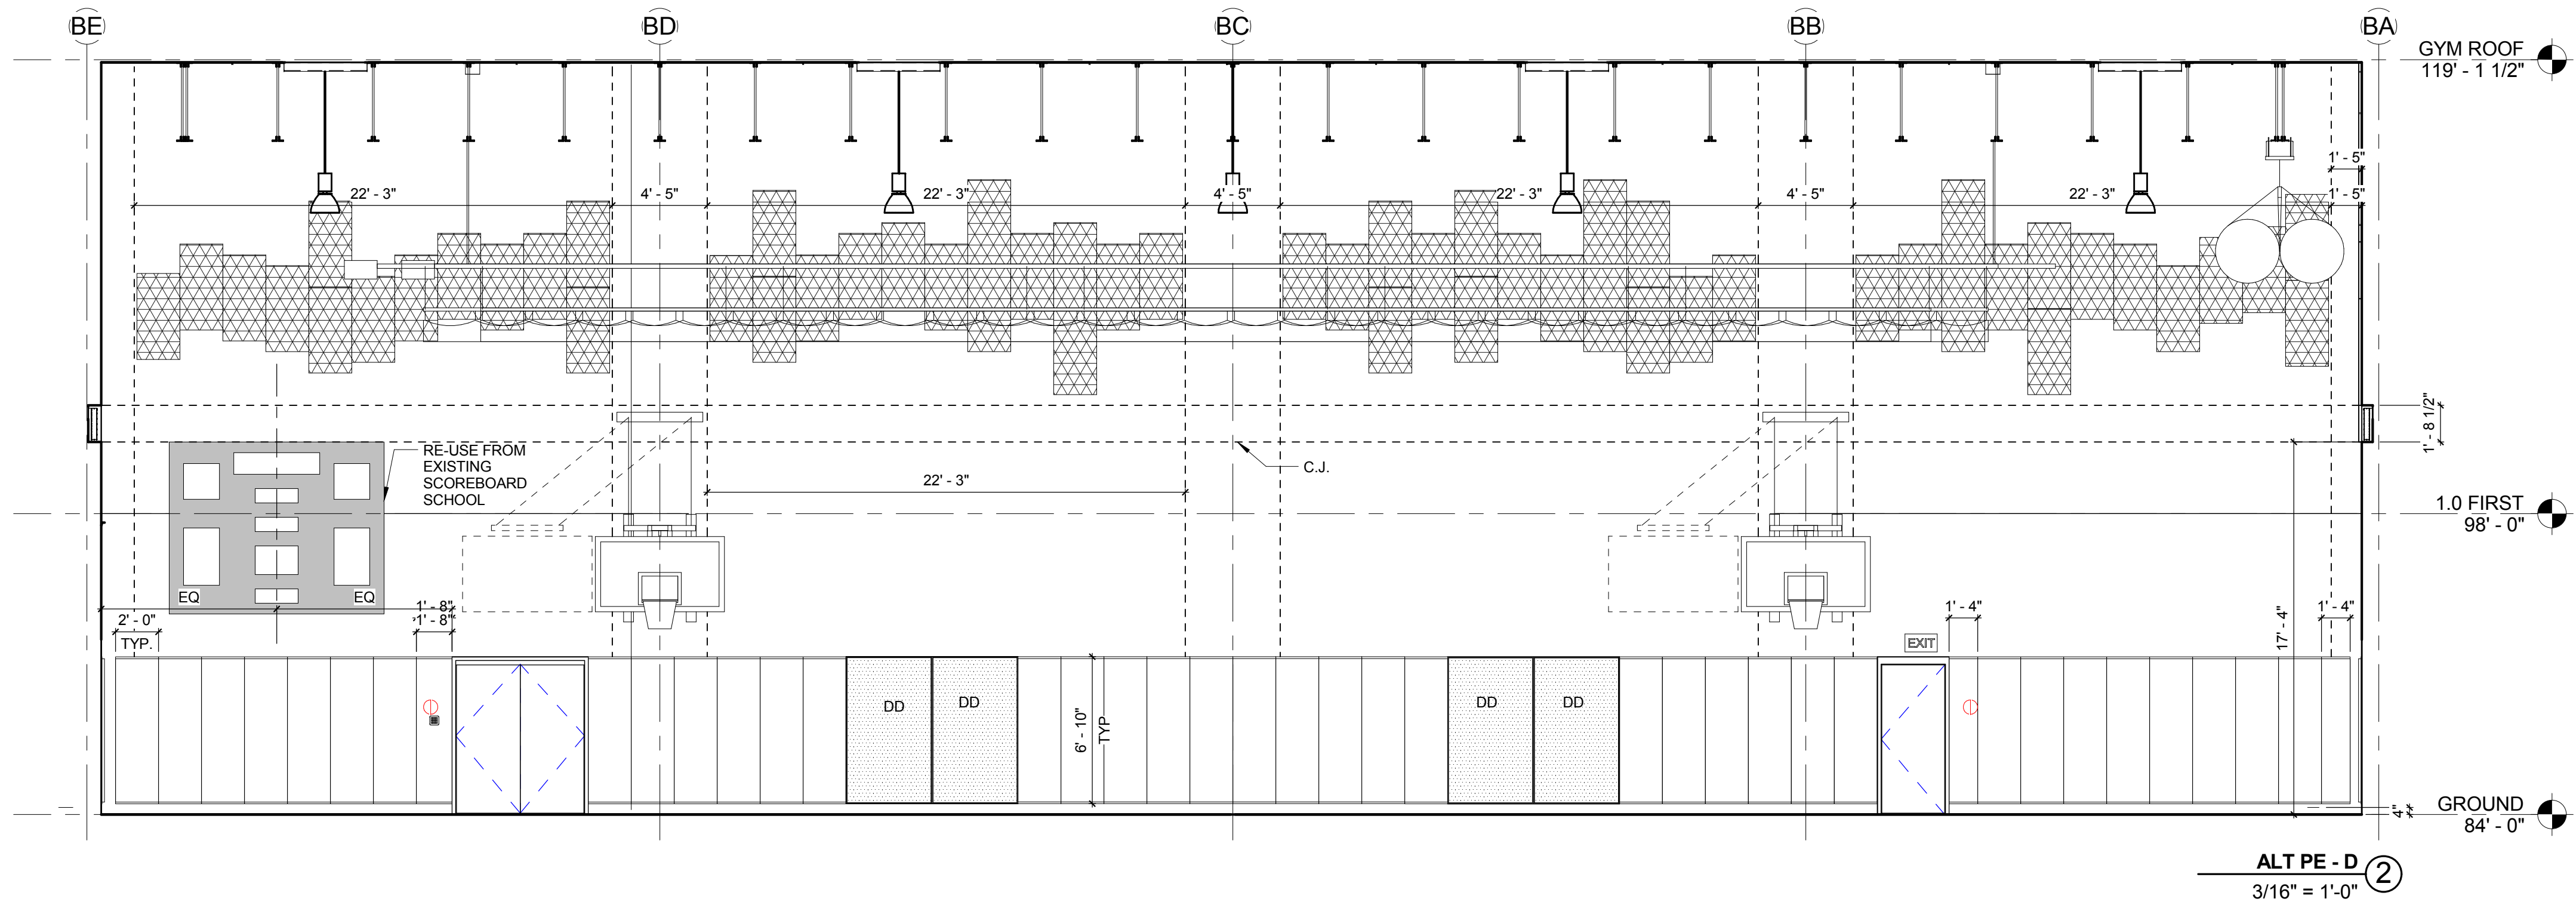 BE
BD
BC
BB
BA
GYM ROOF
119' - 1 1/2"
1' - 5"
22' - 3"
4' - 5"
22' - 3"
4' - 5"
22' - 3"
4' - 5"
22' - 3"
1' - 5"
1' - 8 1/2"
RE-USE FROM
EXISTING
SCOREBOARD
SCHOOL
C.J.
22' - 3"
1.0 FIRST
98' - 0"
EQ
EQ
1' - 8"
1' - 8"
2' - 0"
TYP.
1' - 4"
1' - 4"
EXIT
17' - 4"
DD
DD
DD
DD
6' - 10"
TYP
4"
GROUND
84' - 0"
ALT PE - D
2
3/16" = 1'-0"